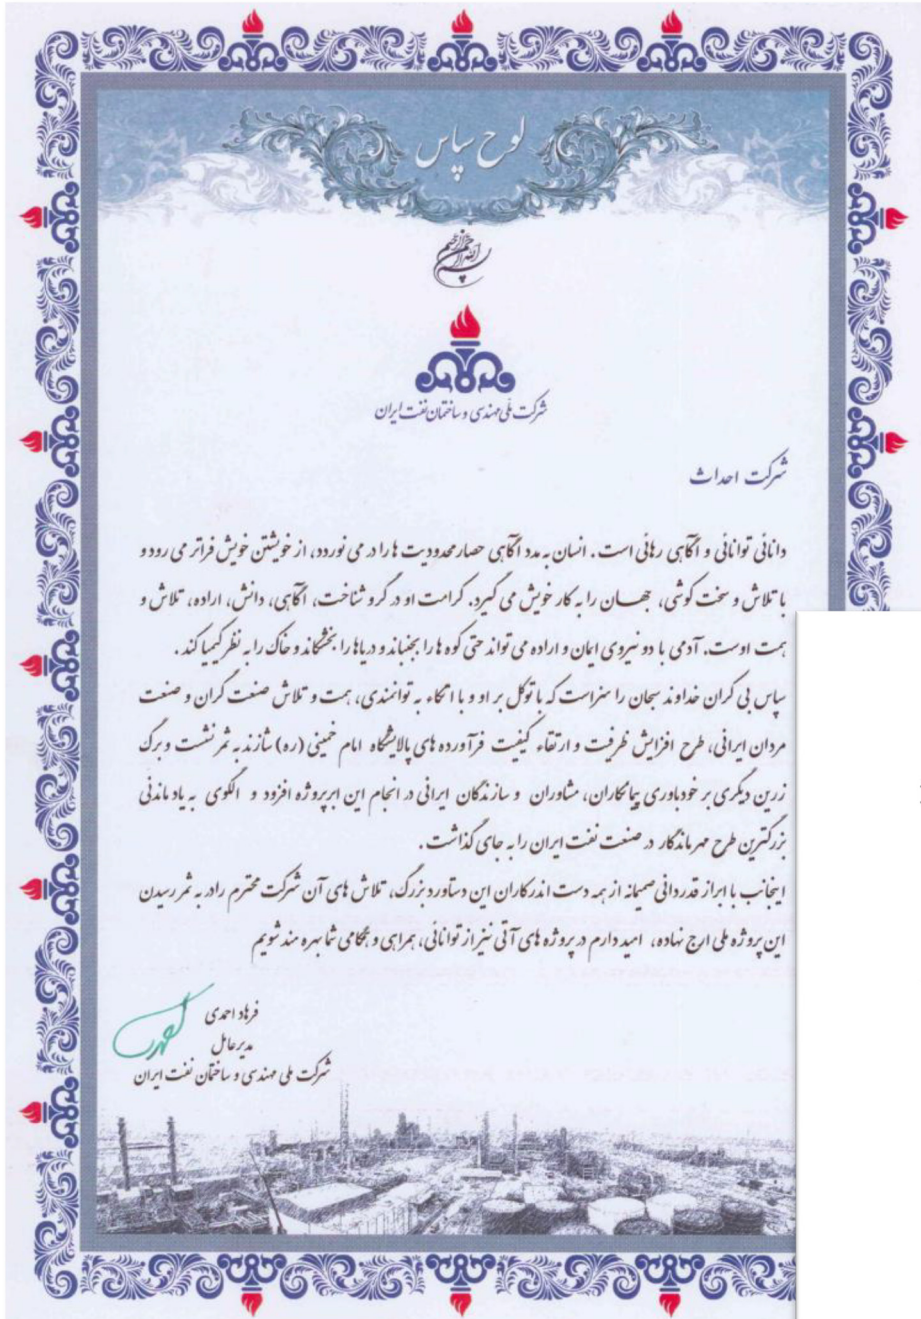 لوح سپاس
بسم الله الرحمن الرحیم
شرکت ملی مهندسی و ساختمان نفت ایران
شرکت احداث
دانائی توانائی و آگاهی رهائی است . انسان به مدد آگاهی حصار محدودیت ها را در می نوردد، از خویشتن خویش فراتر می رود و
با تلاش و سخت کوشی، جهان را به کار خویش می گیرد. کرامت او در گرو شناخت، آگاهی، دانش، اراده، تلاش و
همت اوست. آدمی با دو نیروی ایمان و اراده می تواند حتی کوه ها را بجنباند و دریاها را بخشکاند و خاک را به نظر کیمیا کند .
سپاس بی کران خداوند سبحان را سزاست که با توکل بر او و با اتکاء به توانمندی، همت و تلاش صنعت گران و صنعت
مردان ایرانی، طرح افزایش ظرفیت و ارتقاء کیفیت فرآورده های پالایشگاه امام خمینی (ره) شازند به ثمر نشست و برگ
زرین دیگری بر خودباوری پیمانکاران، مشاوران و سازندگان ایرانی در انجام این ابرپروژه افزود و الگوی به یاد ماندنی
بزرگترین طرح مهر ماندگار در صنعت نفت ایران را به جای گذاشت .
اینجانب با ابراز قدردانی صمیمانه از همه دست اندرکاران این دستاورد بزرگ، تلاش های آن شرکت محترم را در به ثمر رسیدن
این پروژه ملی ارج نهاده، امید دارم در پروژه های آتی نیز از توانائی، همراهی و همگامی شما بهره مند شویم
فرهاد احمدی
مدیر عامل
شرکت ملی مهندسی و ساختمان نفت ایران